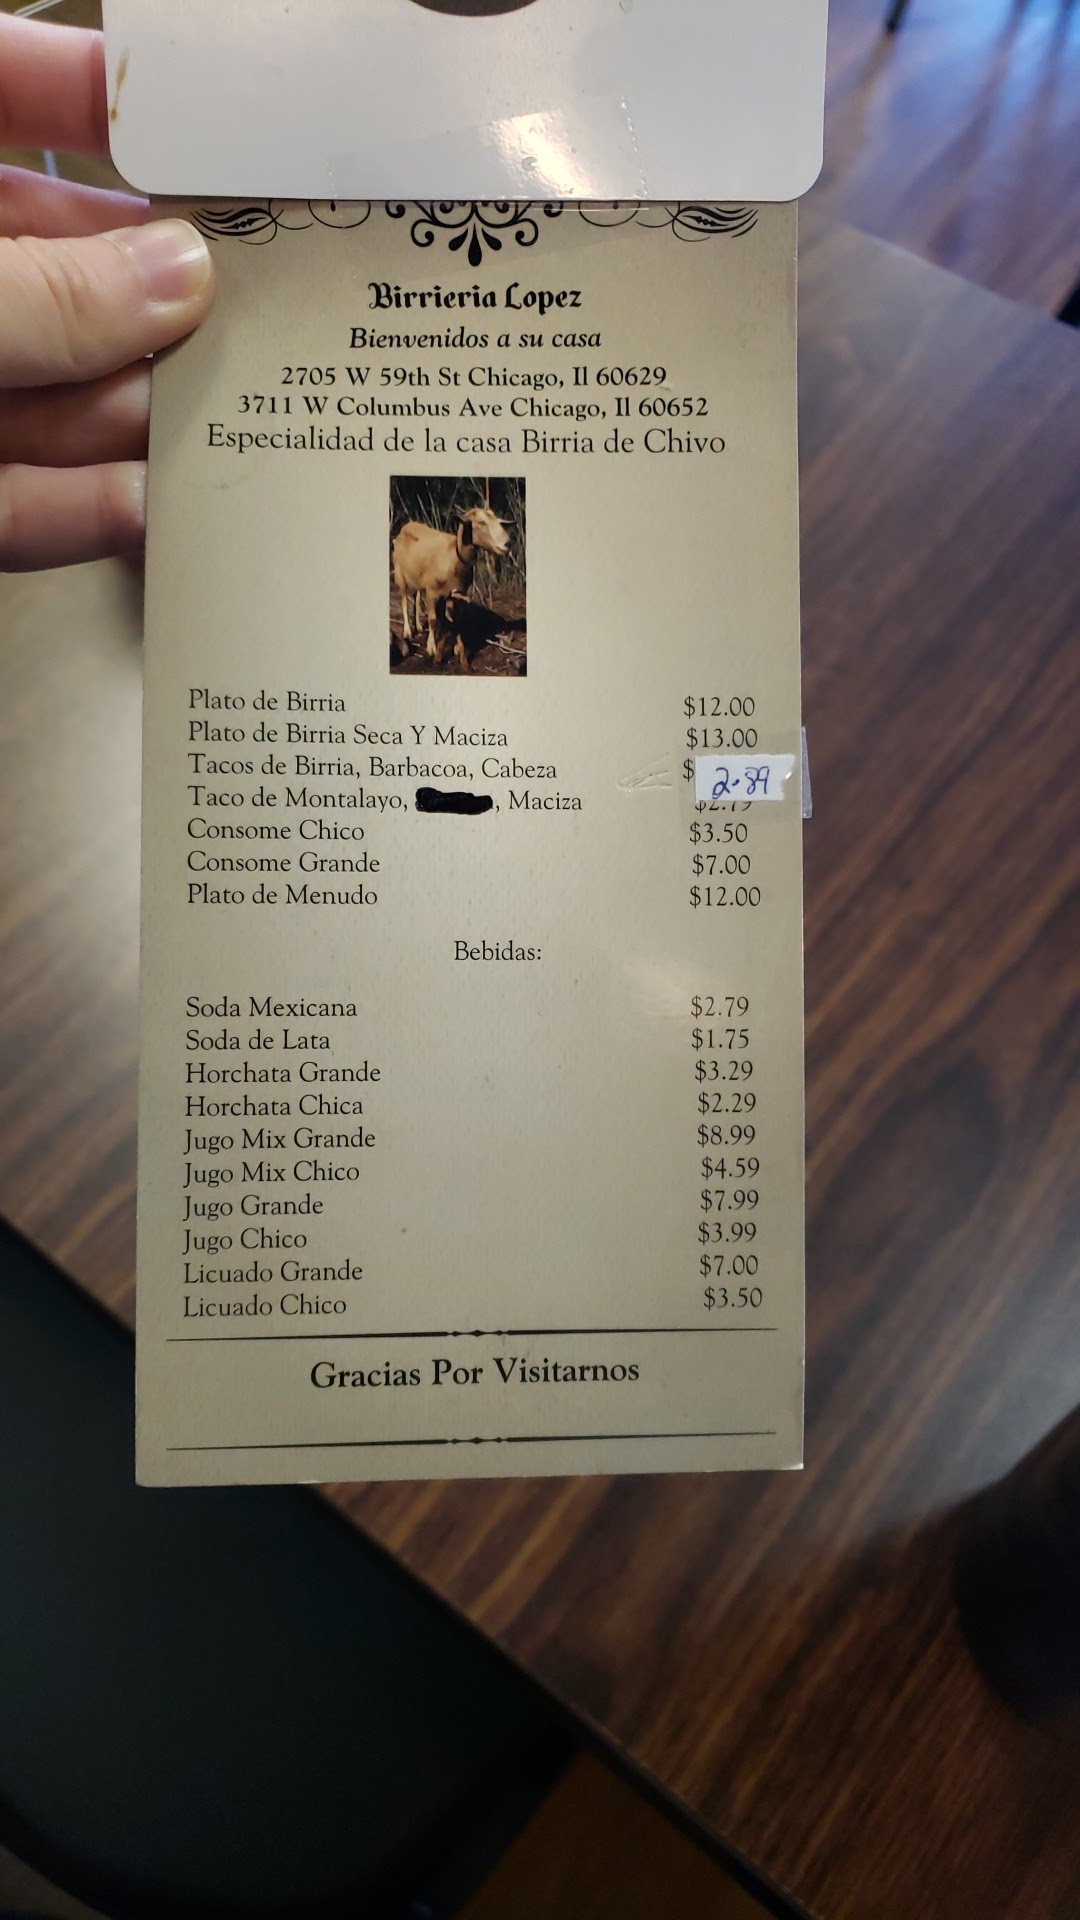 Birrieria Lopez
Bienvenidos a su casa
2705 W 59th St Chicago, Il 60629
3711 W Columbus Ave Chicago, Il 60652
Especialidad de la casa Birria de Chivo
Plato de Birria $12.00
Plato de Birria Seca Y Maciza $13.00
Tacos de Birria, Barbacoa, Cabeza $ 2.89
Taco de Montalayo, , Maciza
Consome Chico $3.50
Consome Grande $7.00
Plato de Menudo $12.00
Bebidas:
Soda Mexicana $2.79
Soda de Lata $1.75
Horchata Grande $3.29
Horchata Chica $2.29
Jugo Mix Grande $8.99
Jugo Mix Chico $4.59
Jugo Grande $7.99
Jugo Chico $3.99
Licuado Grande $7.00
Licuado Chico $3.50
Gracias Por Visitarnos